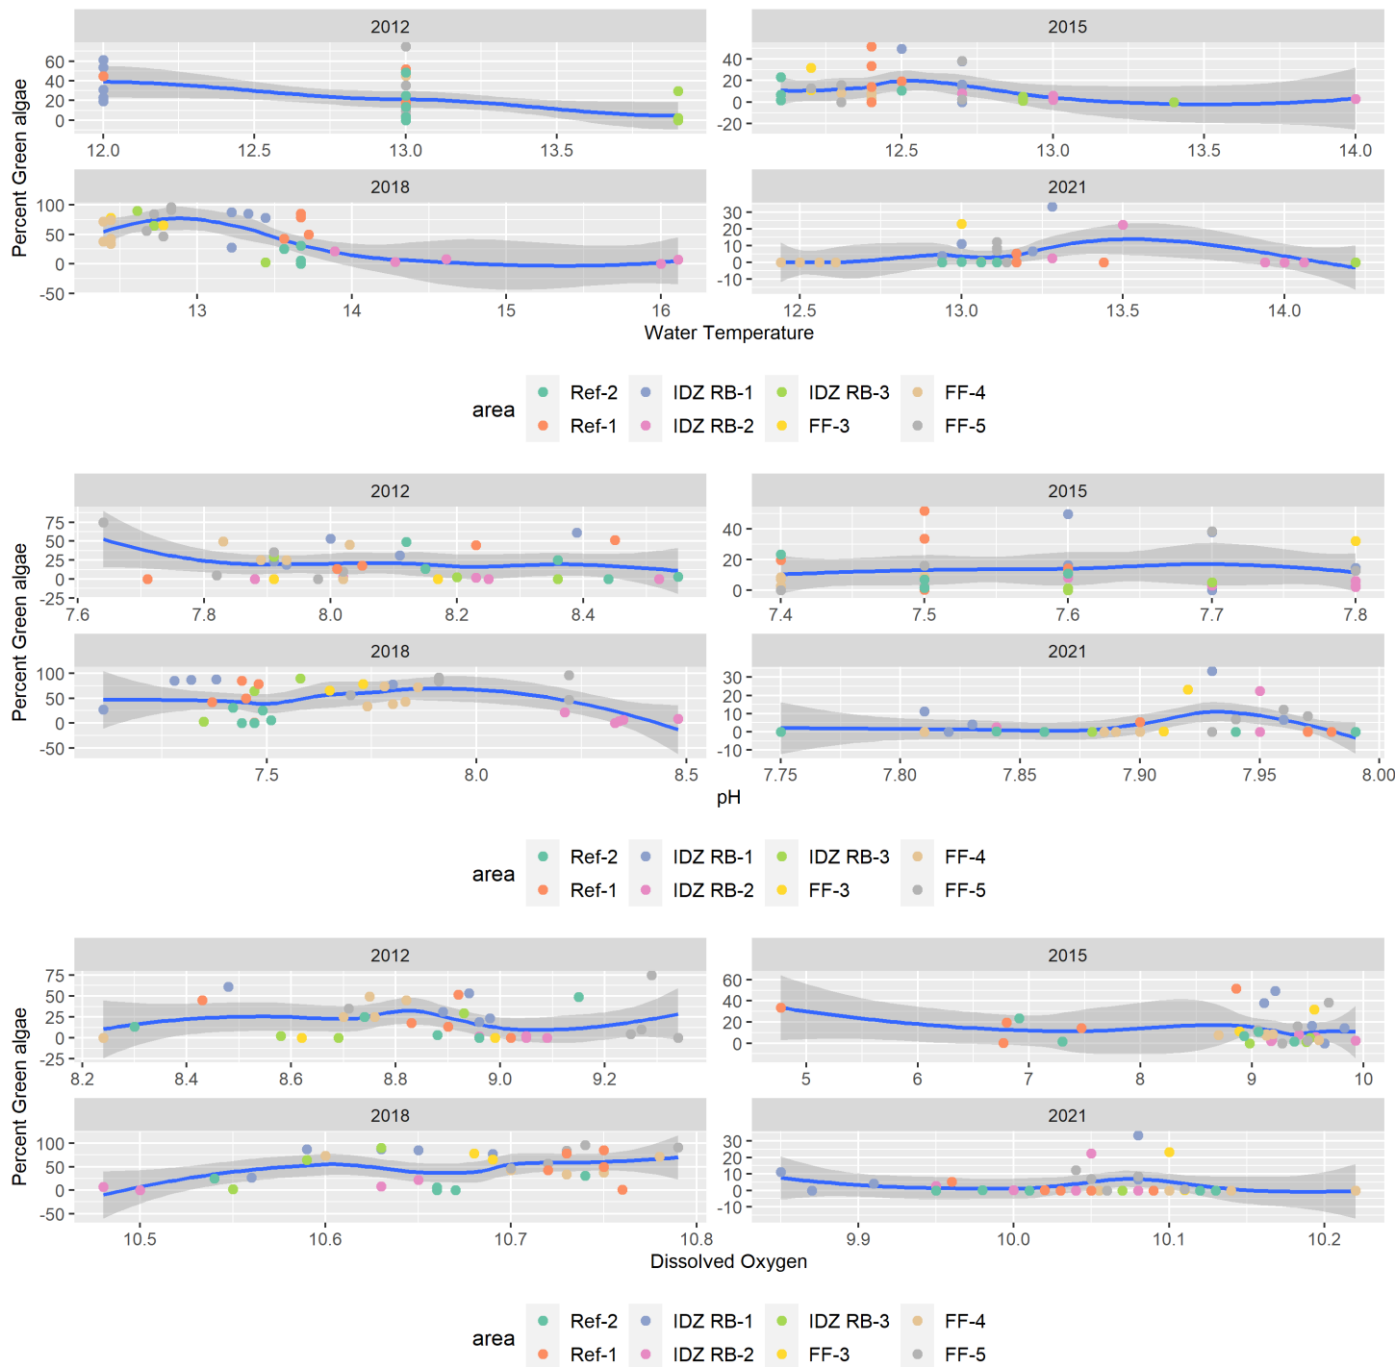 2012 2015
Percent Green algae
60
40
20
0
40
20
0
-20
12.0 12.5 13.0 13.5 12.5 13.0 13.5 14.0
2018 2021
100
50
0
-50
30
20
10
0
-10
13 14 15 16 12.5 13.0 13.5 14.0
Water Temperature
area
Ref-2 IDZ RB-1 IDZ RB-3 FF-4
Ref-1 IDZ RB-2 FF-3 FF-5
2012 2015
Percent Green algae
75
50
25
0
-25
40
20
0
7.6 7.8 8.0 8.2 8.4 7.4 7.5 7.6 7.7 7.8
2018 2021
100
50
0
-50
30
20
10
0
-10
7.5 8.0 8.5 7.75 7.80 7.85 7.90 7.95 8.00
pH
area
Ref-2 IDZ RB-1 IDZ RB-3 FF-4
Ref-1 IDZ RB-2 FF-3 FF-5
2012 2015
Percent Green algae
75
50
25
0
-25
60
40
20
0
8.2 8.4 8.6 8.8 9.0 9.2 5 6 7 8 9 10
2018 2021
100
50
0
-50
30
20
10
0
-10
10.5 10.6 10.7 10.8 9.9 10.0 10.1 10.2
Dissolved Oxygen
area
Ref-2 IDZ RB-1 IDZ RB-3 FF-4
Ref-1 IDZ RB-2 FF-3 FF-5